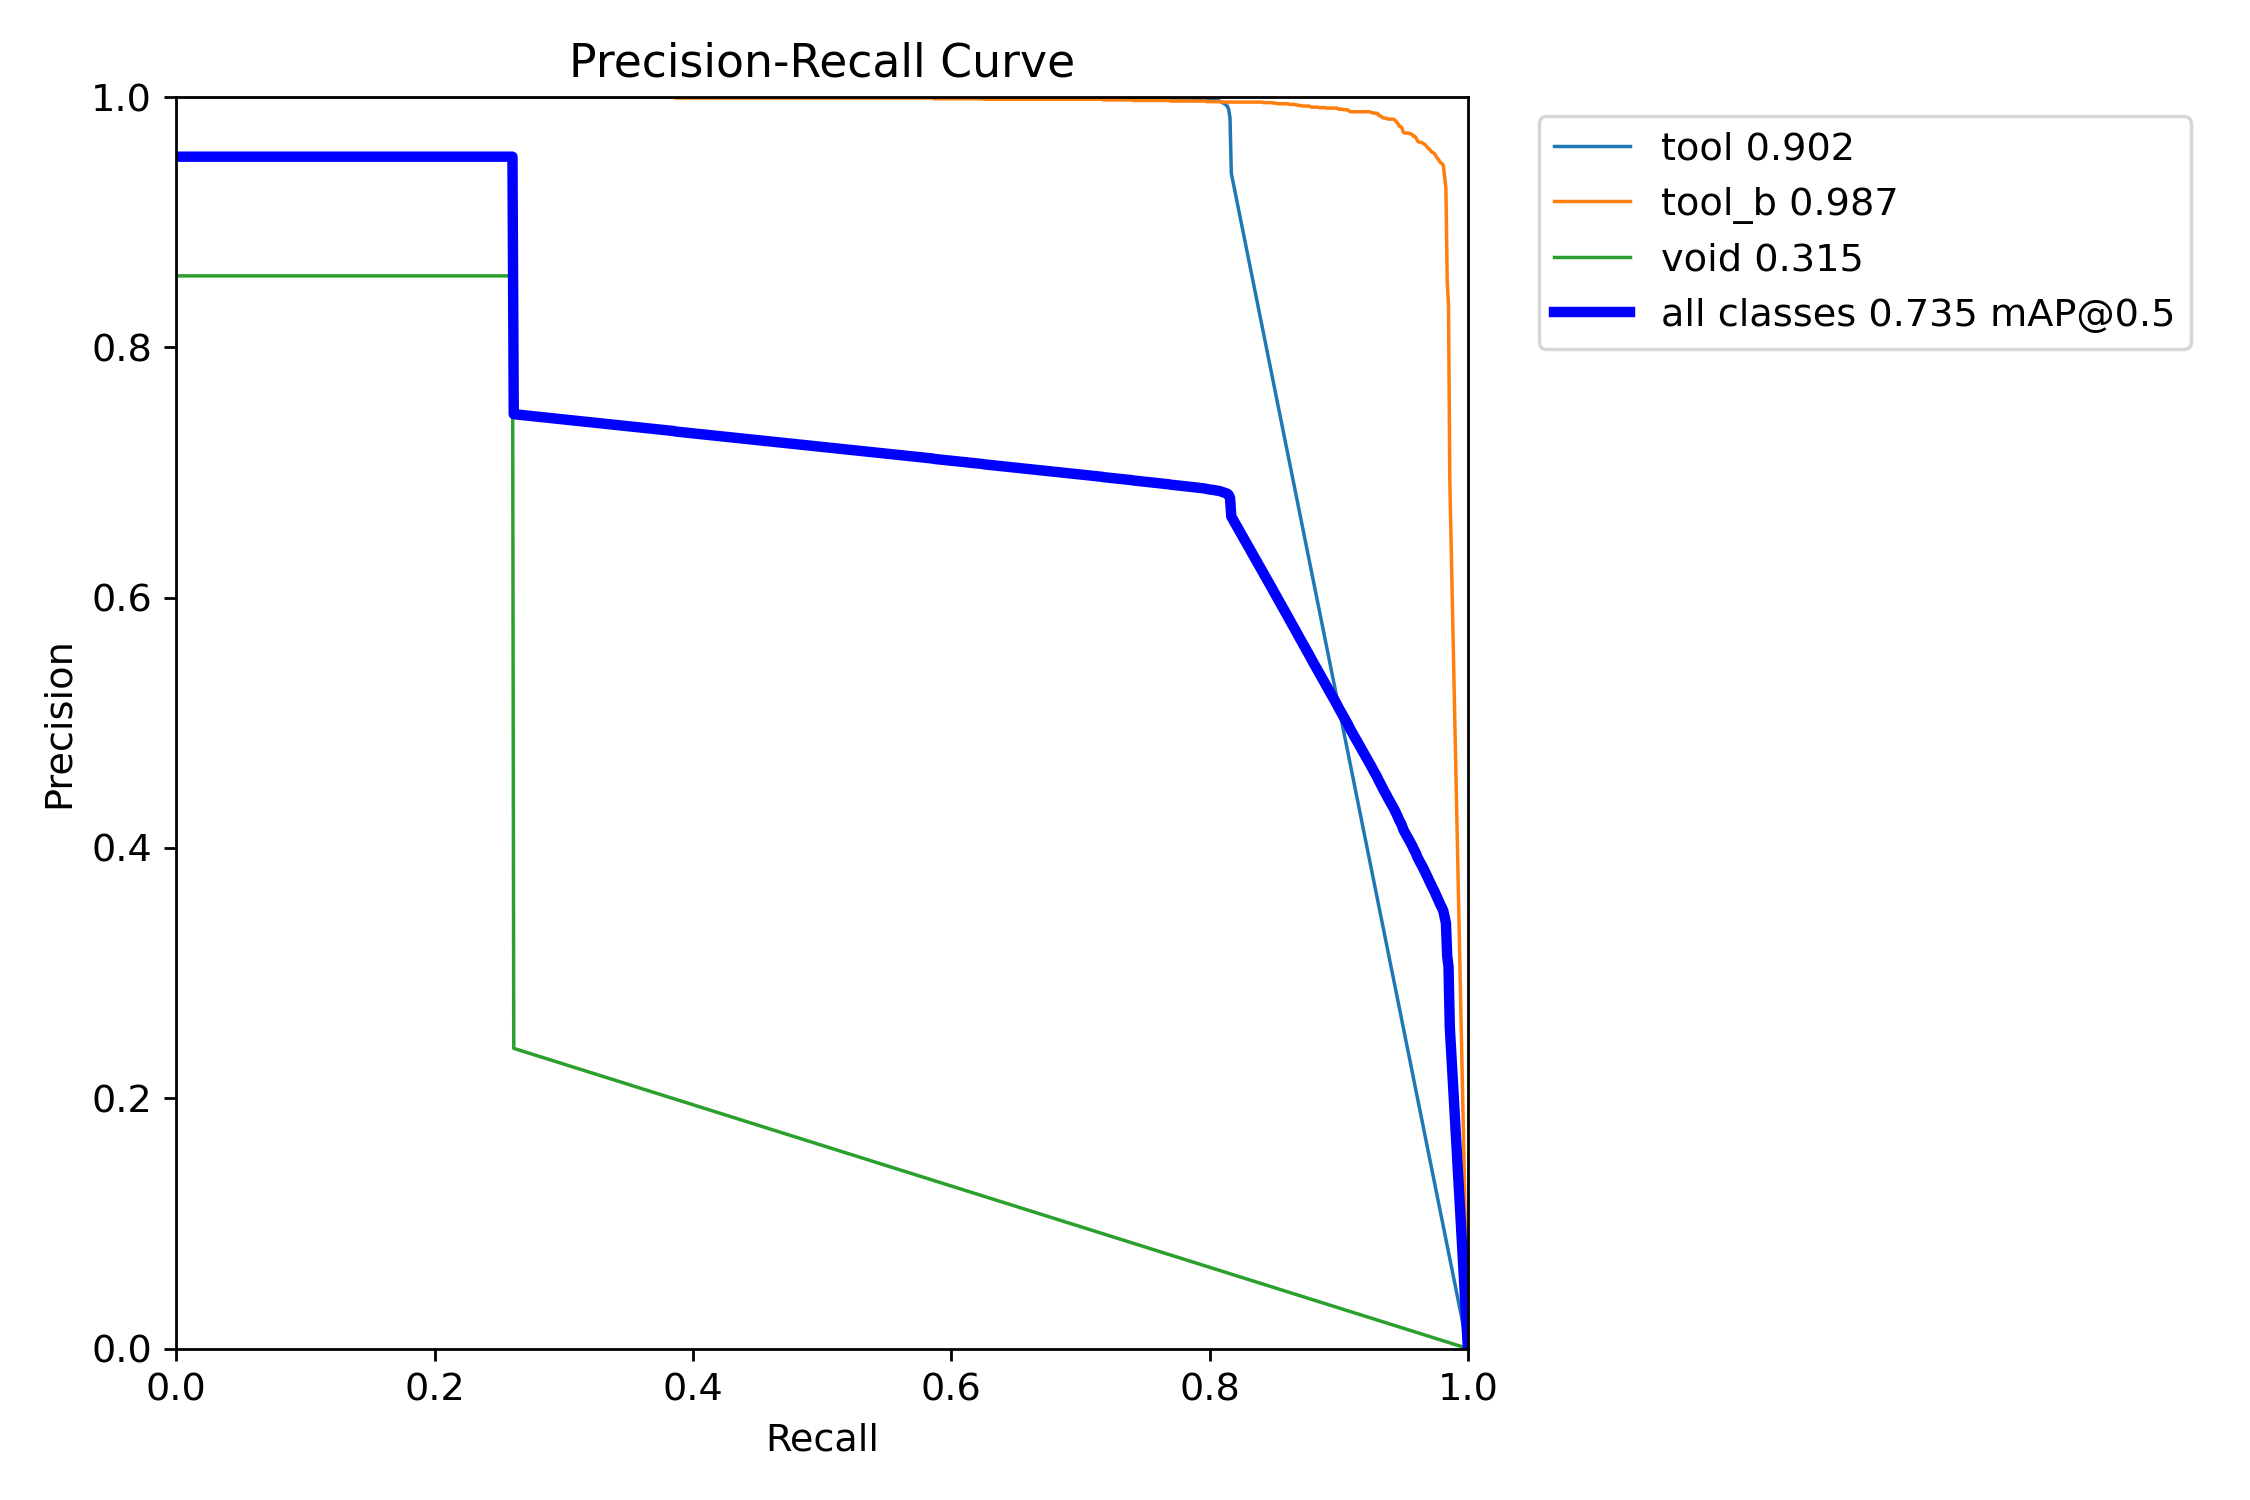 Precision-Recall Curve
1.0
0.8
0.6
0.4
0.2
0.0
Precision
0.0 0.2 0.4 0.6 0.8 1.0
Recall
tool 0.902
tool_b 0.987
void 0.315
all classes 0.735 mAP@0.5